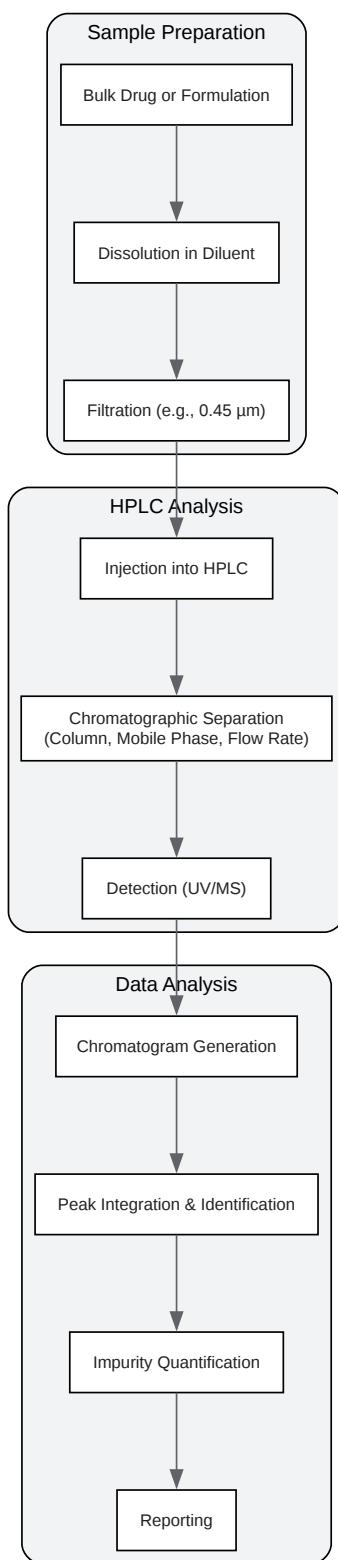 Sample Preparation
Bulk Drug or Formulation
Dissolution in Diluent
Filtration (e.g., 0.45 µm)
HPLC Analysis
Injection into HPLC
Chromatographic Separation
(Column, Mobile Phase, Flow Rate)
Detection (UV/MS)
Data Analysis
Chromatogram Generation
Peak Integration & Identification
Impurity Quantification
Reporting